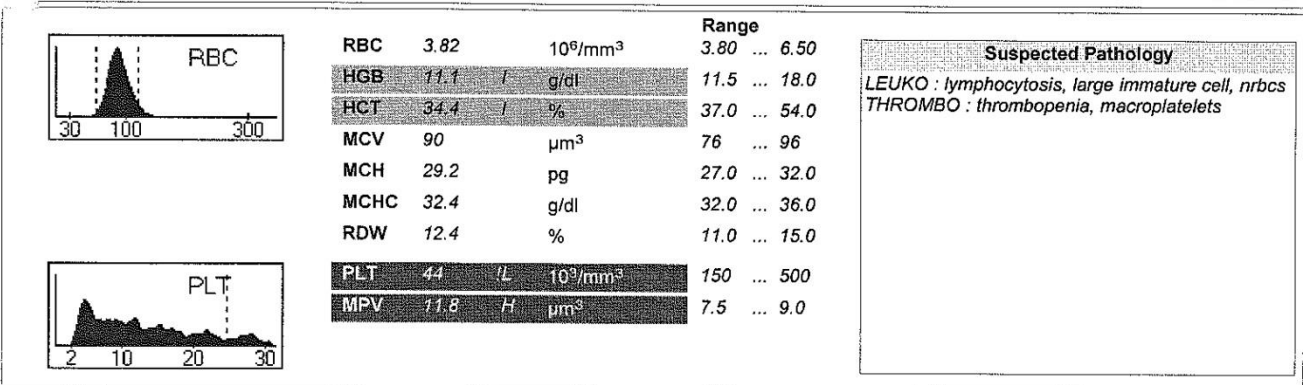 Range
RBC
30 100 300
RBC 3.82 10⁶/mm³ 3.80 ... 6.50
HGB 11.1 l g/dl 11.5 ... 18.0
HCT 34.4 l % 37.0 ... 54.0
MCV 90 µm³ 76 ... 96
MCH 29.2 pg 27.0 ... 32.0
MCHC 32.4 g/dl 32.0 ... 36.0
RDW 12.4 % 11.0 ... 15.0
PLT
2 10 20 30
PLT 44 !L 10³/mm³ 150 ... 500
MPV 11.8 H µm³ 7.5 ... 9.0
Suspected Pathology
LEUKO : lymphocytosis, large immature cell, nrbcs
THROMBO : thrombopenia, macroplatelets